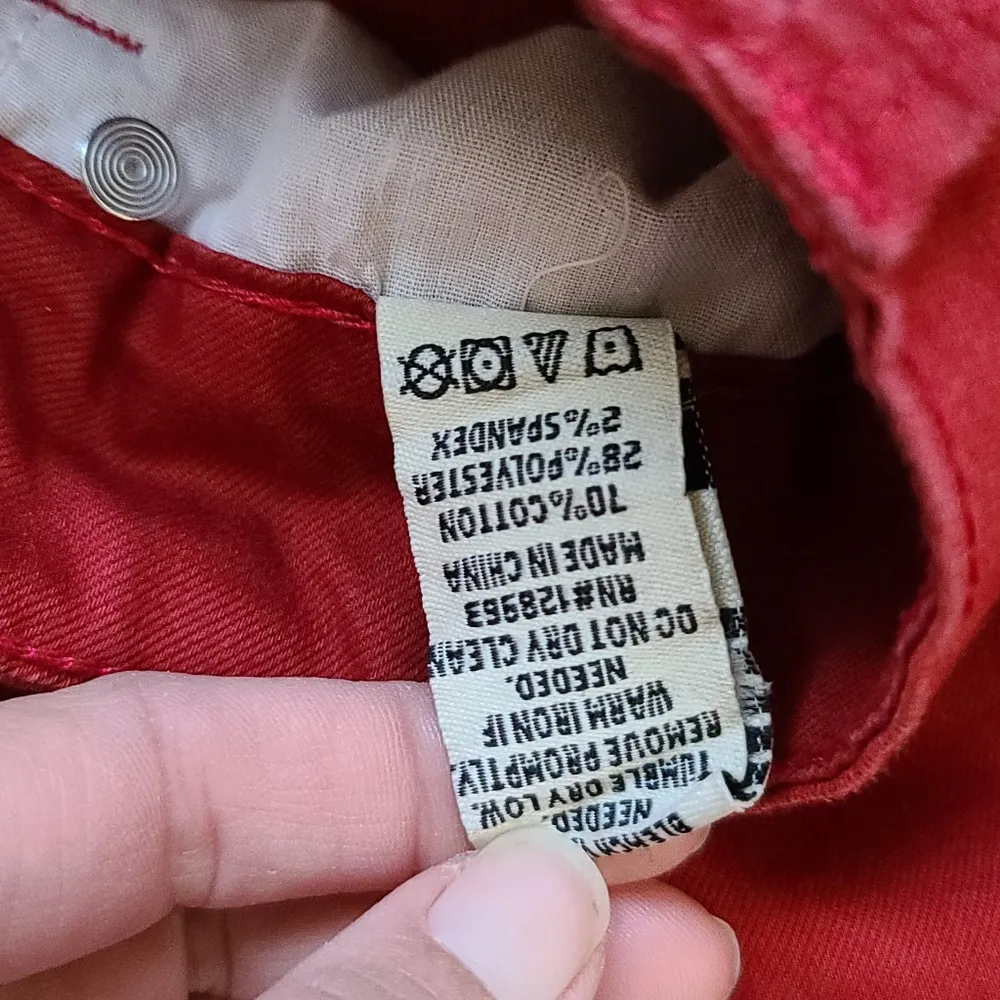 BLEACH
NEEDED.
TUMBLE DRY LOW.
REMOVE PROMPTLY.
WARM IRON IF
NEEDED.
DO NOT DRY CLEAN
RN#128963
MADE IN CHINA
70%COTTON
28%POLYESTER
2%SPANDEX